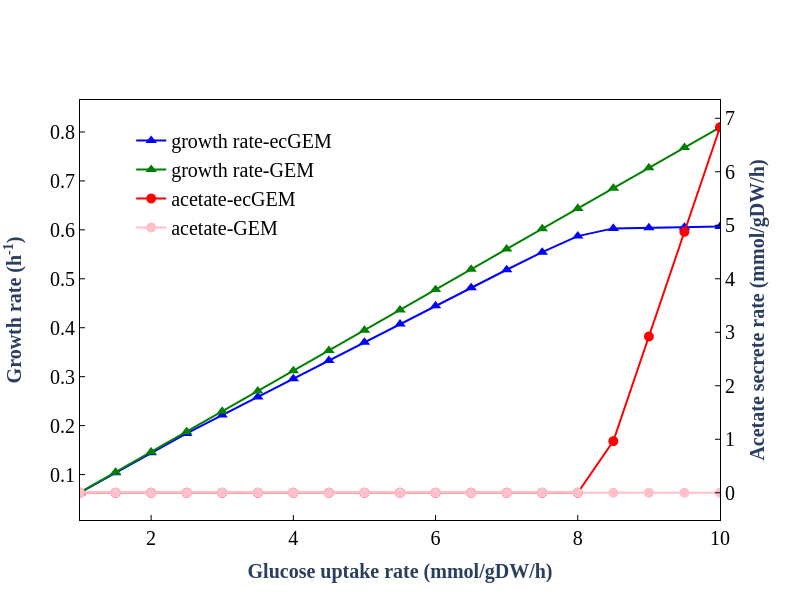 growth rate-ecGEM
growth rate-GEM
acetate-ecGEM
acetate-GEM
Growth rate (h⁻¹)
0.8
0.7
0.6
0.5
0.4
0.3
0.2
0.1
7
6
5
4
3
2
1
0
Acetate secrete rate (mmol/gDW/h)
2 4 6 8 10
Glucose uptake rate (mmol/gDW/h)